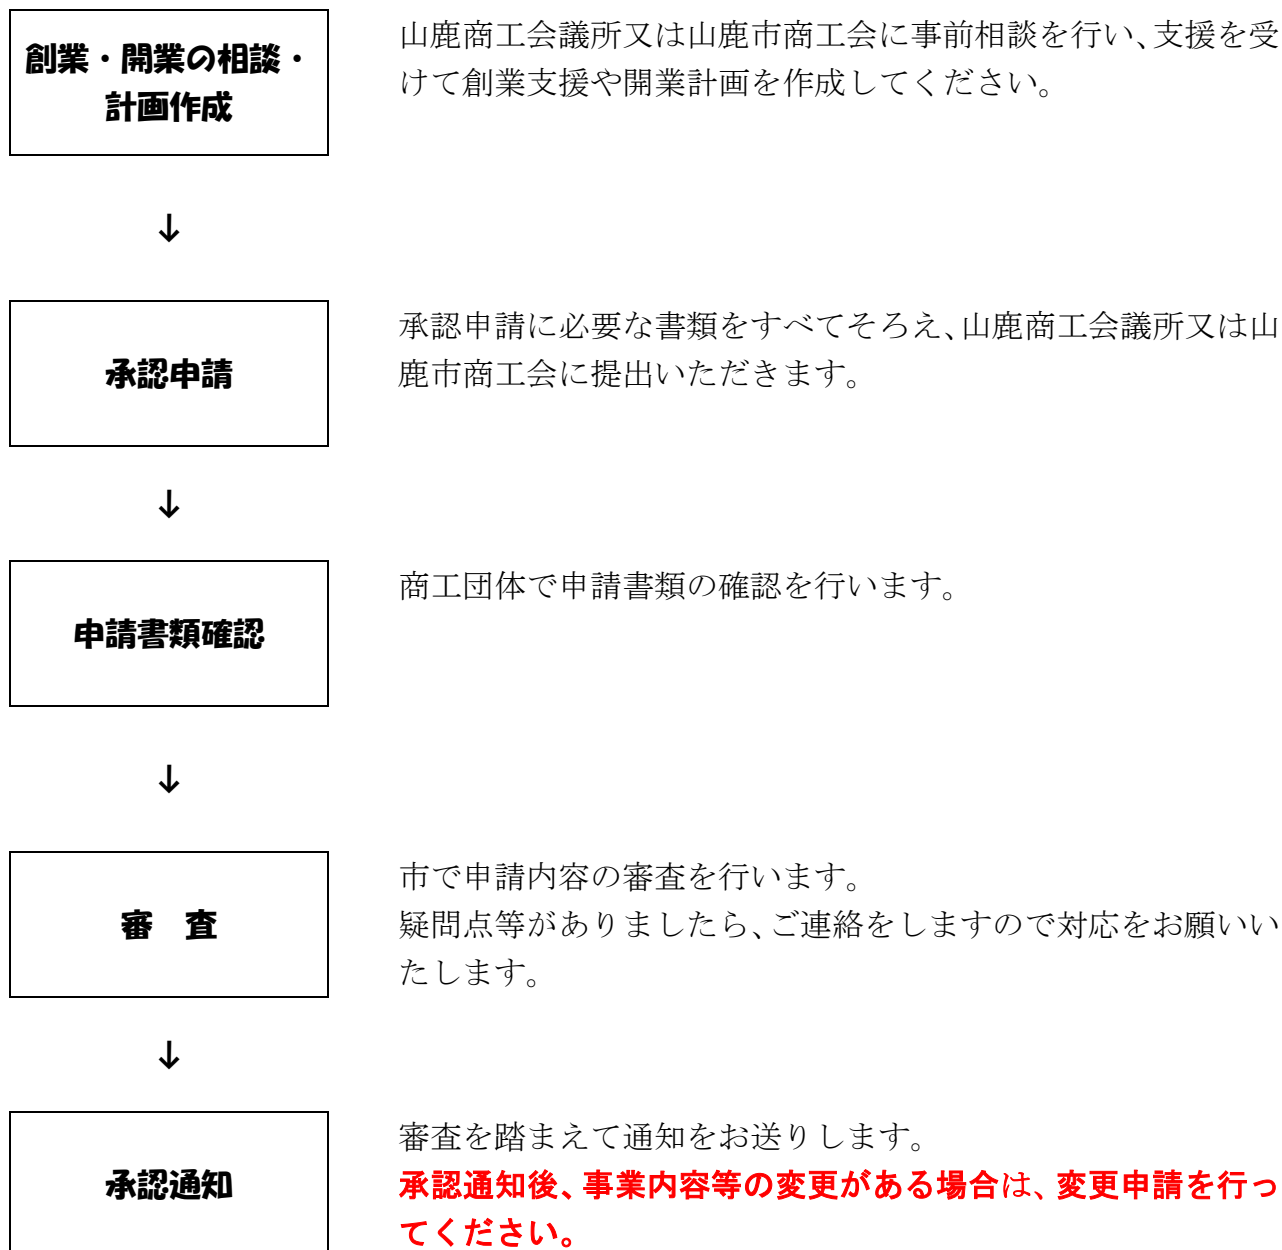 創業・開業の相談・
計画作成
山鹿商工会議所又は山鹿市商工会に事前相談を行い、支援を受
けて創業支援や開業計画を作成してください。
↓
承認申請
承認申請に必要な書類をすべてそろえ、山鹿商工会議所又は山
鹿市商工会に提出いただきます。
↓
申請書類確認
商工団体で申請書類の確認を行います。
↓
審　査
市で申請内容の審査を行います。
疑問点等がありましたら、ご連絡をしますので対応をお願いい
たします。
↓
承認通知
審査を踏まえて通知をお送りします。
承認通知後、事業内容等の変更がある場合は、変更申請を行っ
てください。